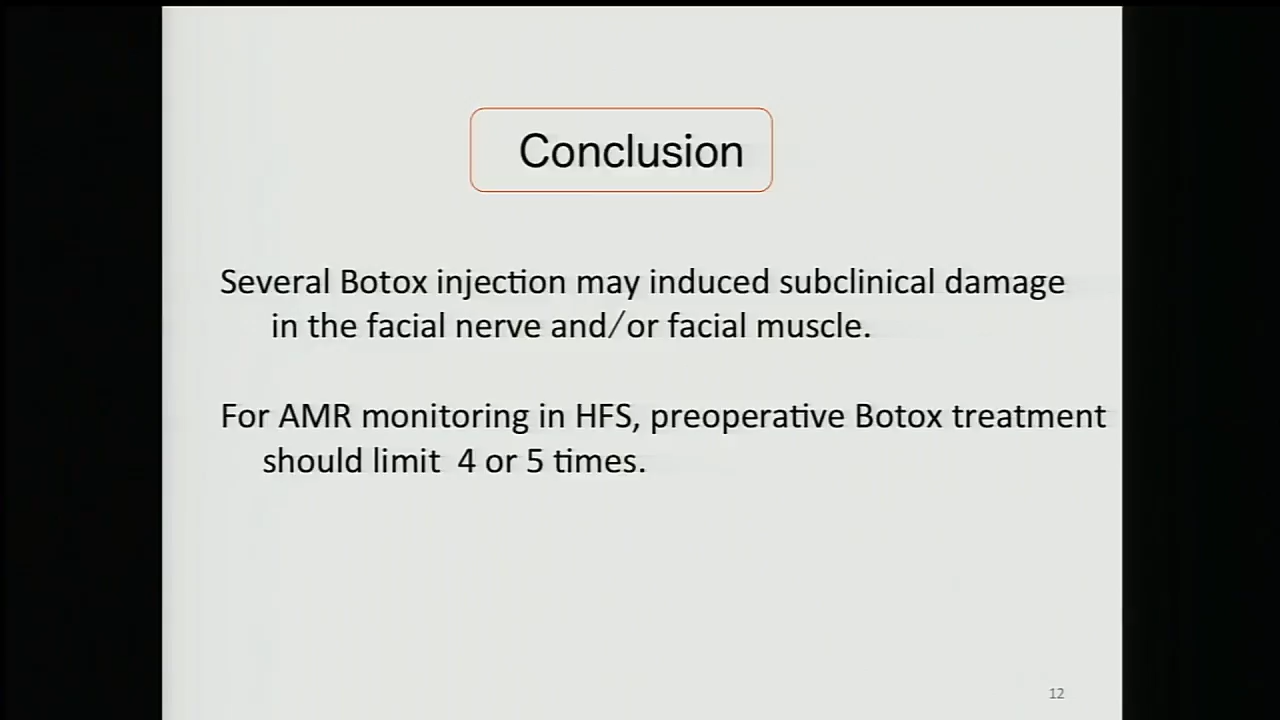 Conclusion
Several Botox injection may induced subclinical damage
in the facial nerve and/or facial muscle.
For AMR monitoring in HFS, preoperative Botox treatment
should limit 4 or 5 times.
12